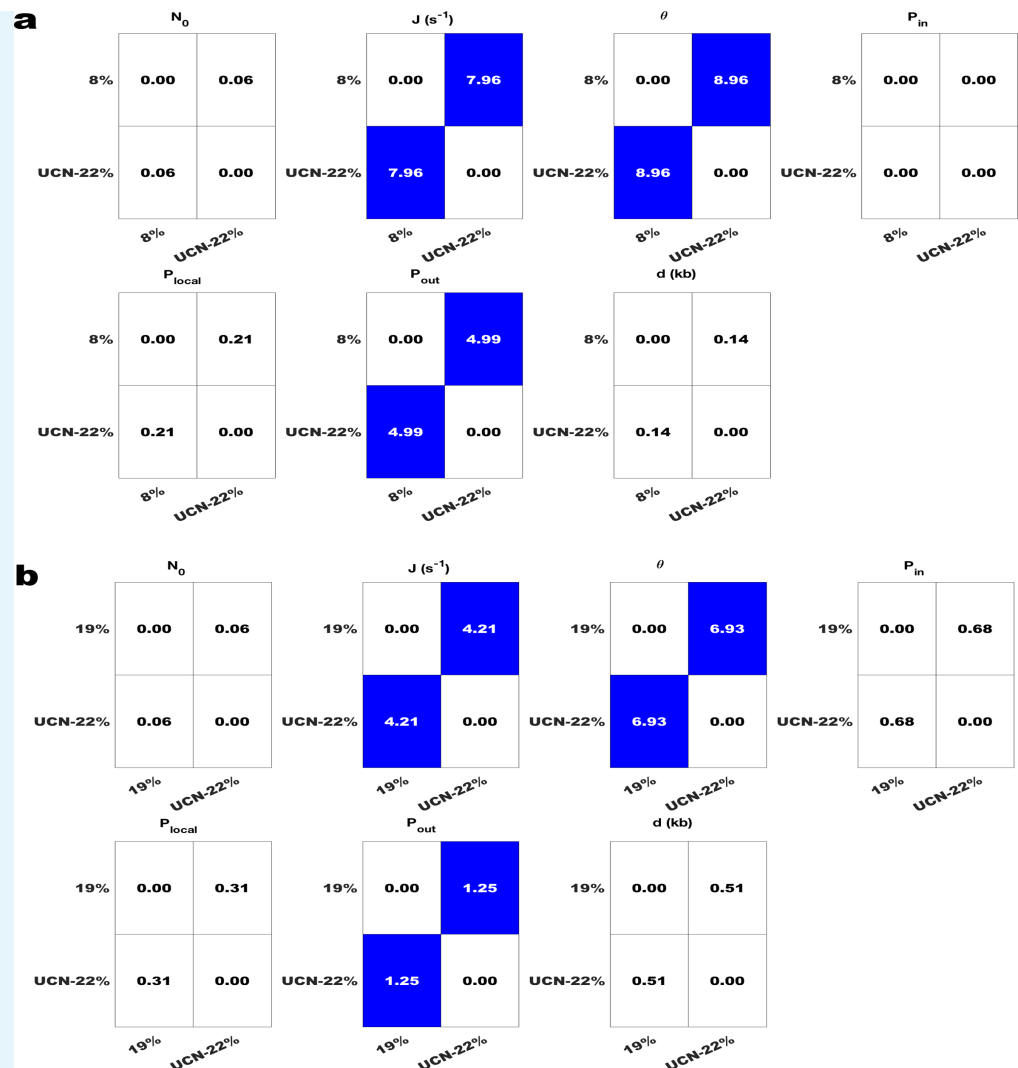 a
N0 J (s-1) θ Pin
8% 0.00 0.06 8% 0.00 7.96 8% 0.00 8.96 8% 0.00 0.00
UCN-22% 0.06 0.00 UCN-22% 7.96 0.00 UCN-22% 8.96 0.00 UCN-22% 0.00 0.00
8% UCN-22% 8% UCN-22% 8% UCN-22% 8% UCN-22%
Plocal Pout d (kb)
8% 0.00 0.21 8% 0.00 4.99 8% 0.00 0.14
UCN-22% 0.21 0.00 UCN-22% 4.99 0.00 UCN-22% 0.14 0.00
8% UCN-22% 8% UCN-22% 8% UCN-22%
b
N0 J (s-1) θ Pin
19% 0.00 0.06 19% 0.00 4.21 19% 0.00 6.93 19% 0.00 0.68
UCN-22% 0.06 0.00 UCN-22% 4.21 0.00 UCN-22% 6.93 0.00 UCN-22% 0.68 0.00
19% UCN-22% 19% UCN-22% 19% UCN-22% 19% UCN-22%
Plocal Pout d (kb)
19% 0.00 0.31 19% 0.00 1.25 19% 0.00 0.51
UCN-22% 0.31 0.00 UCN-22% 1.25 0.00 UCN-22% 0.51 0.00
19% UCN-22% 19% UCN-22% 19% UCN-22%